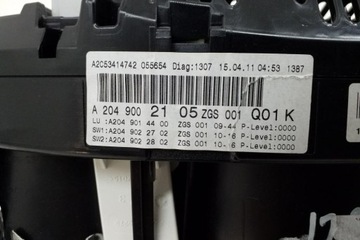 A2C53414742 055654 Diag:1307 15.04.11 04:53 1387
A 204 900 21 05 ZGS 001 Q01 K
LU :A204 901 44 00 ZGS 001 09-44 P-Level:0000
SW1:A204 902 27 02 ZGS 001 10-16 P-Level:0000
SW2:A204 902 28 02 ZGS 001 10-16 P-Level:0000